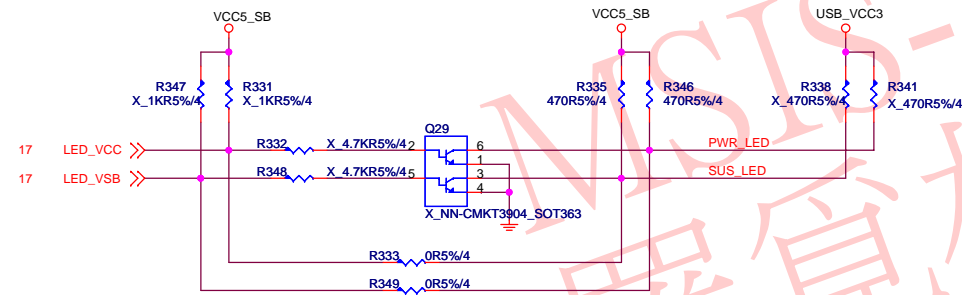 VCC5_SB
VCC5_SB
USB_VCC3
R347
X_1KR5%/4
R331
X_1KR5%/4
R335
470R5%/4
R346
470R5%/4
R338
X_470R5%/4
R341
X_470R5%/4
Q29
17 LED_VCC
R332
X_4.7KR5%/4
2
6
PWR_LED
1
17 LED_VSB
R348
X_4.7KR5%/4
5
3
SUS_LED
4
X_NN-CMKT3904_SOT363
R333
0R5%/4
R349
0R5%/4
MSIS-